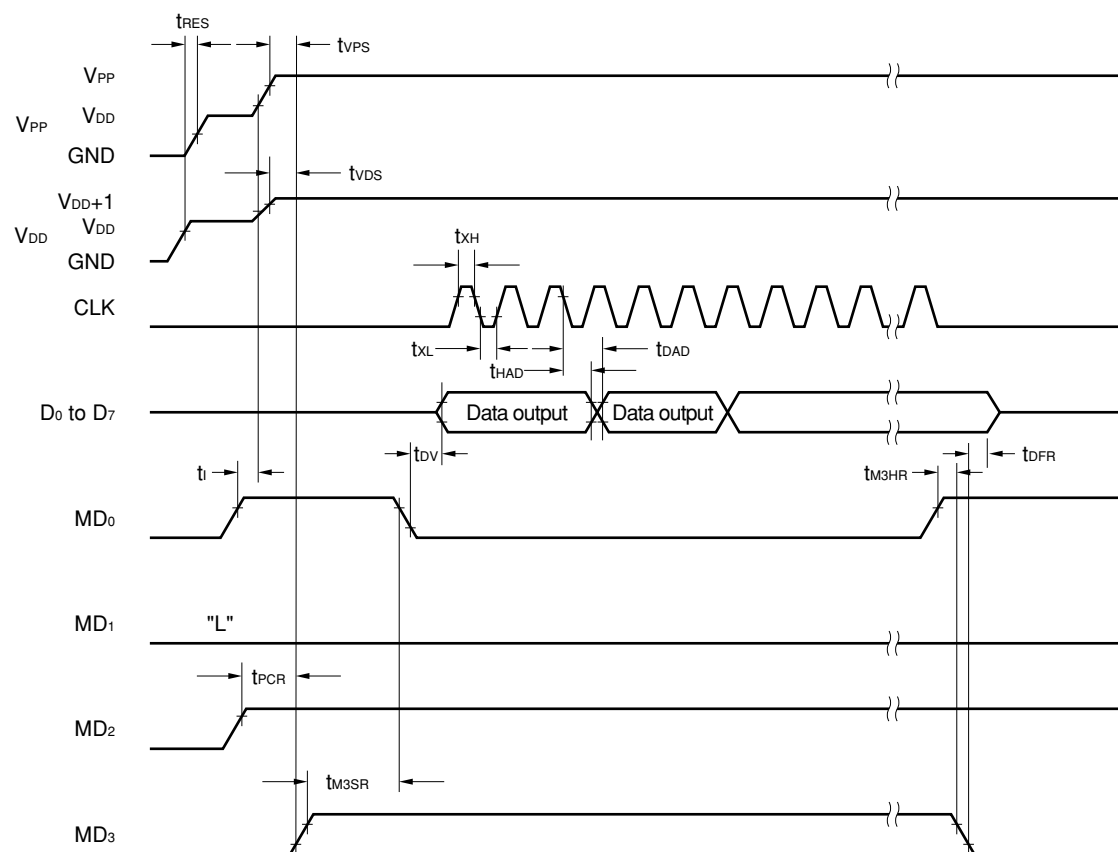 tRES
tVPS
VPP
VPP
VDD
GND
tVDS
VDD+1
VDD
VDD
GND
tXH
CLK
tXL
tHAD
tDAD
D0 to D7
Data output
Data output
tDV
tDFR
tI
tM3HR
MD0
MD1
"L"
tPCR
MD2
tM3SR
MD3